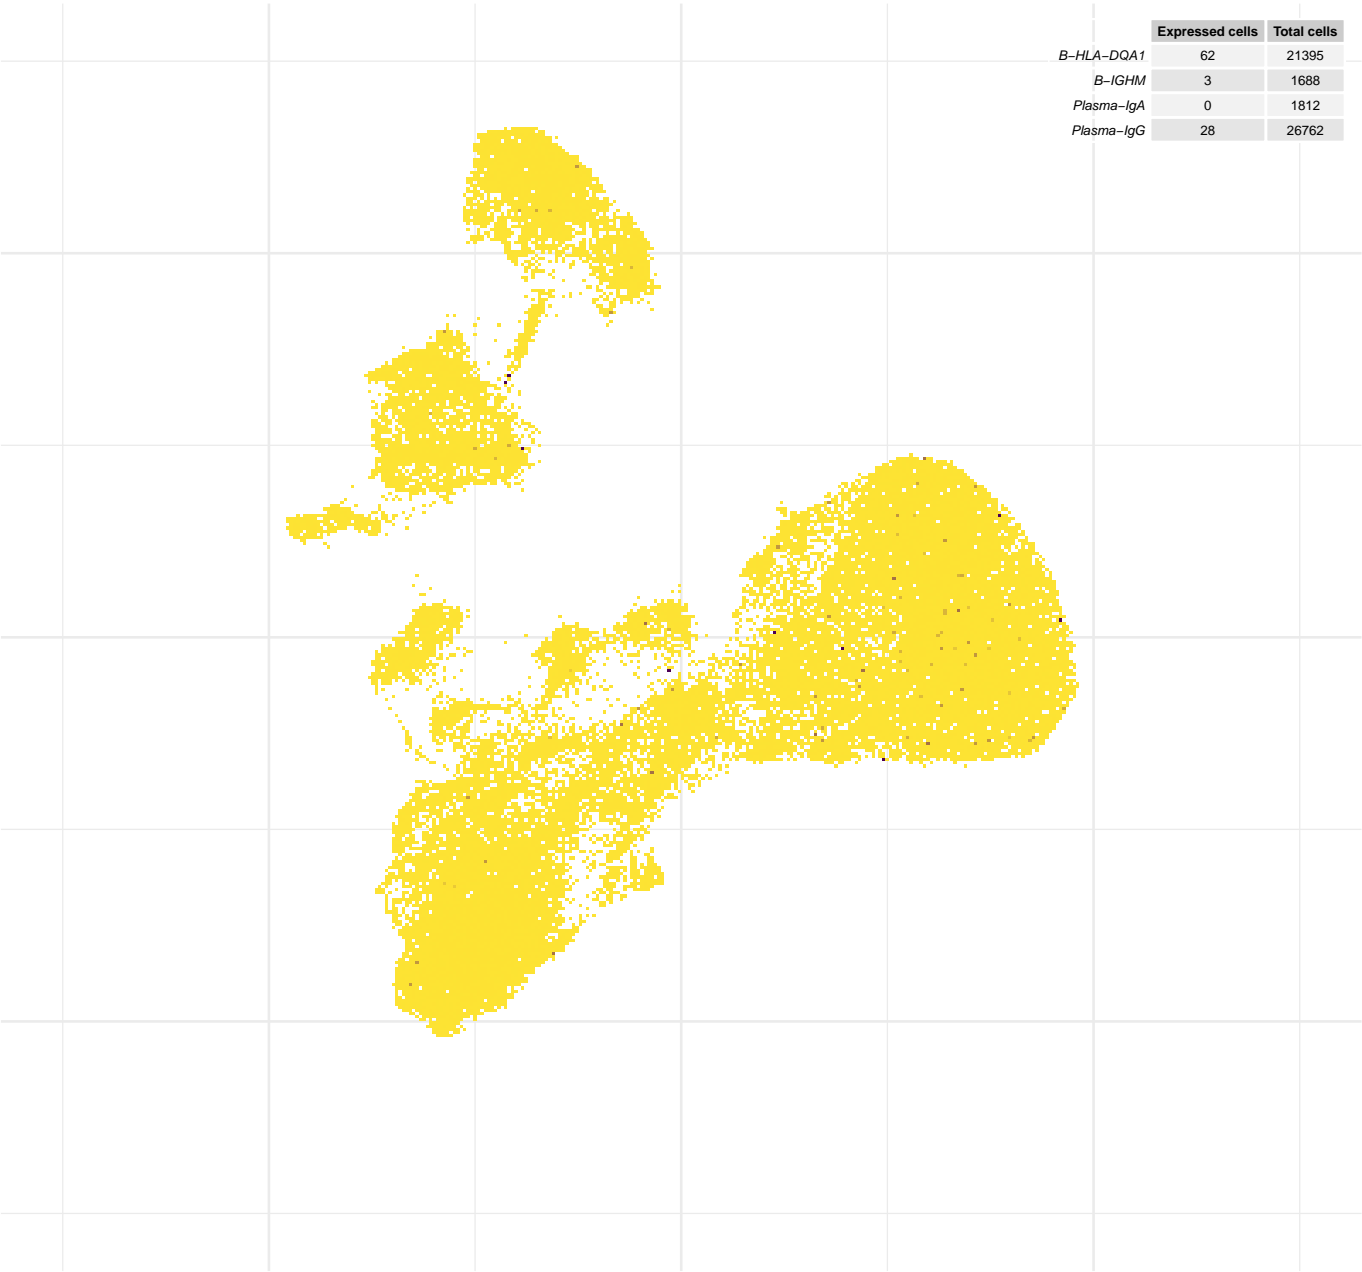 Expressed cells Total cells
B−HLA−DQA1 62 21395
B−IGHM 3 1688
Plasma−IgA 0 1812
Plasma−IgG 28 26762